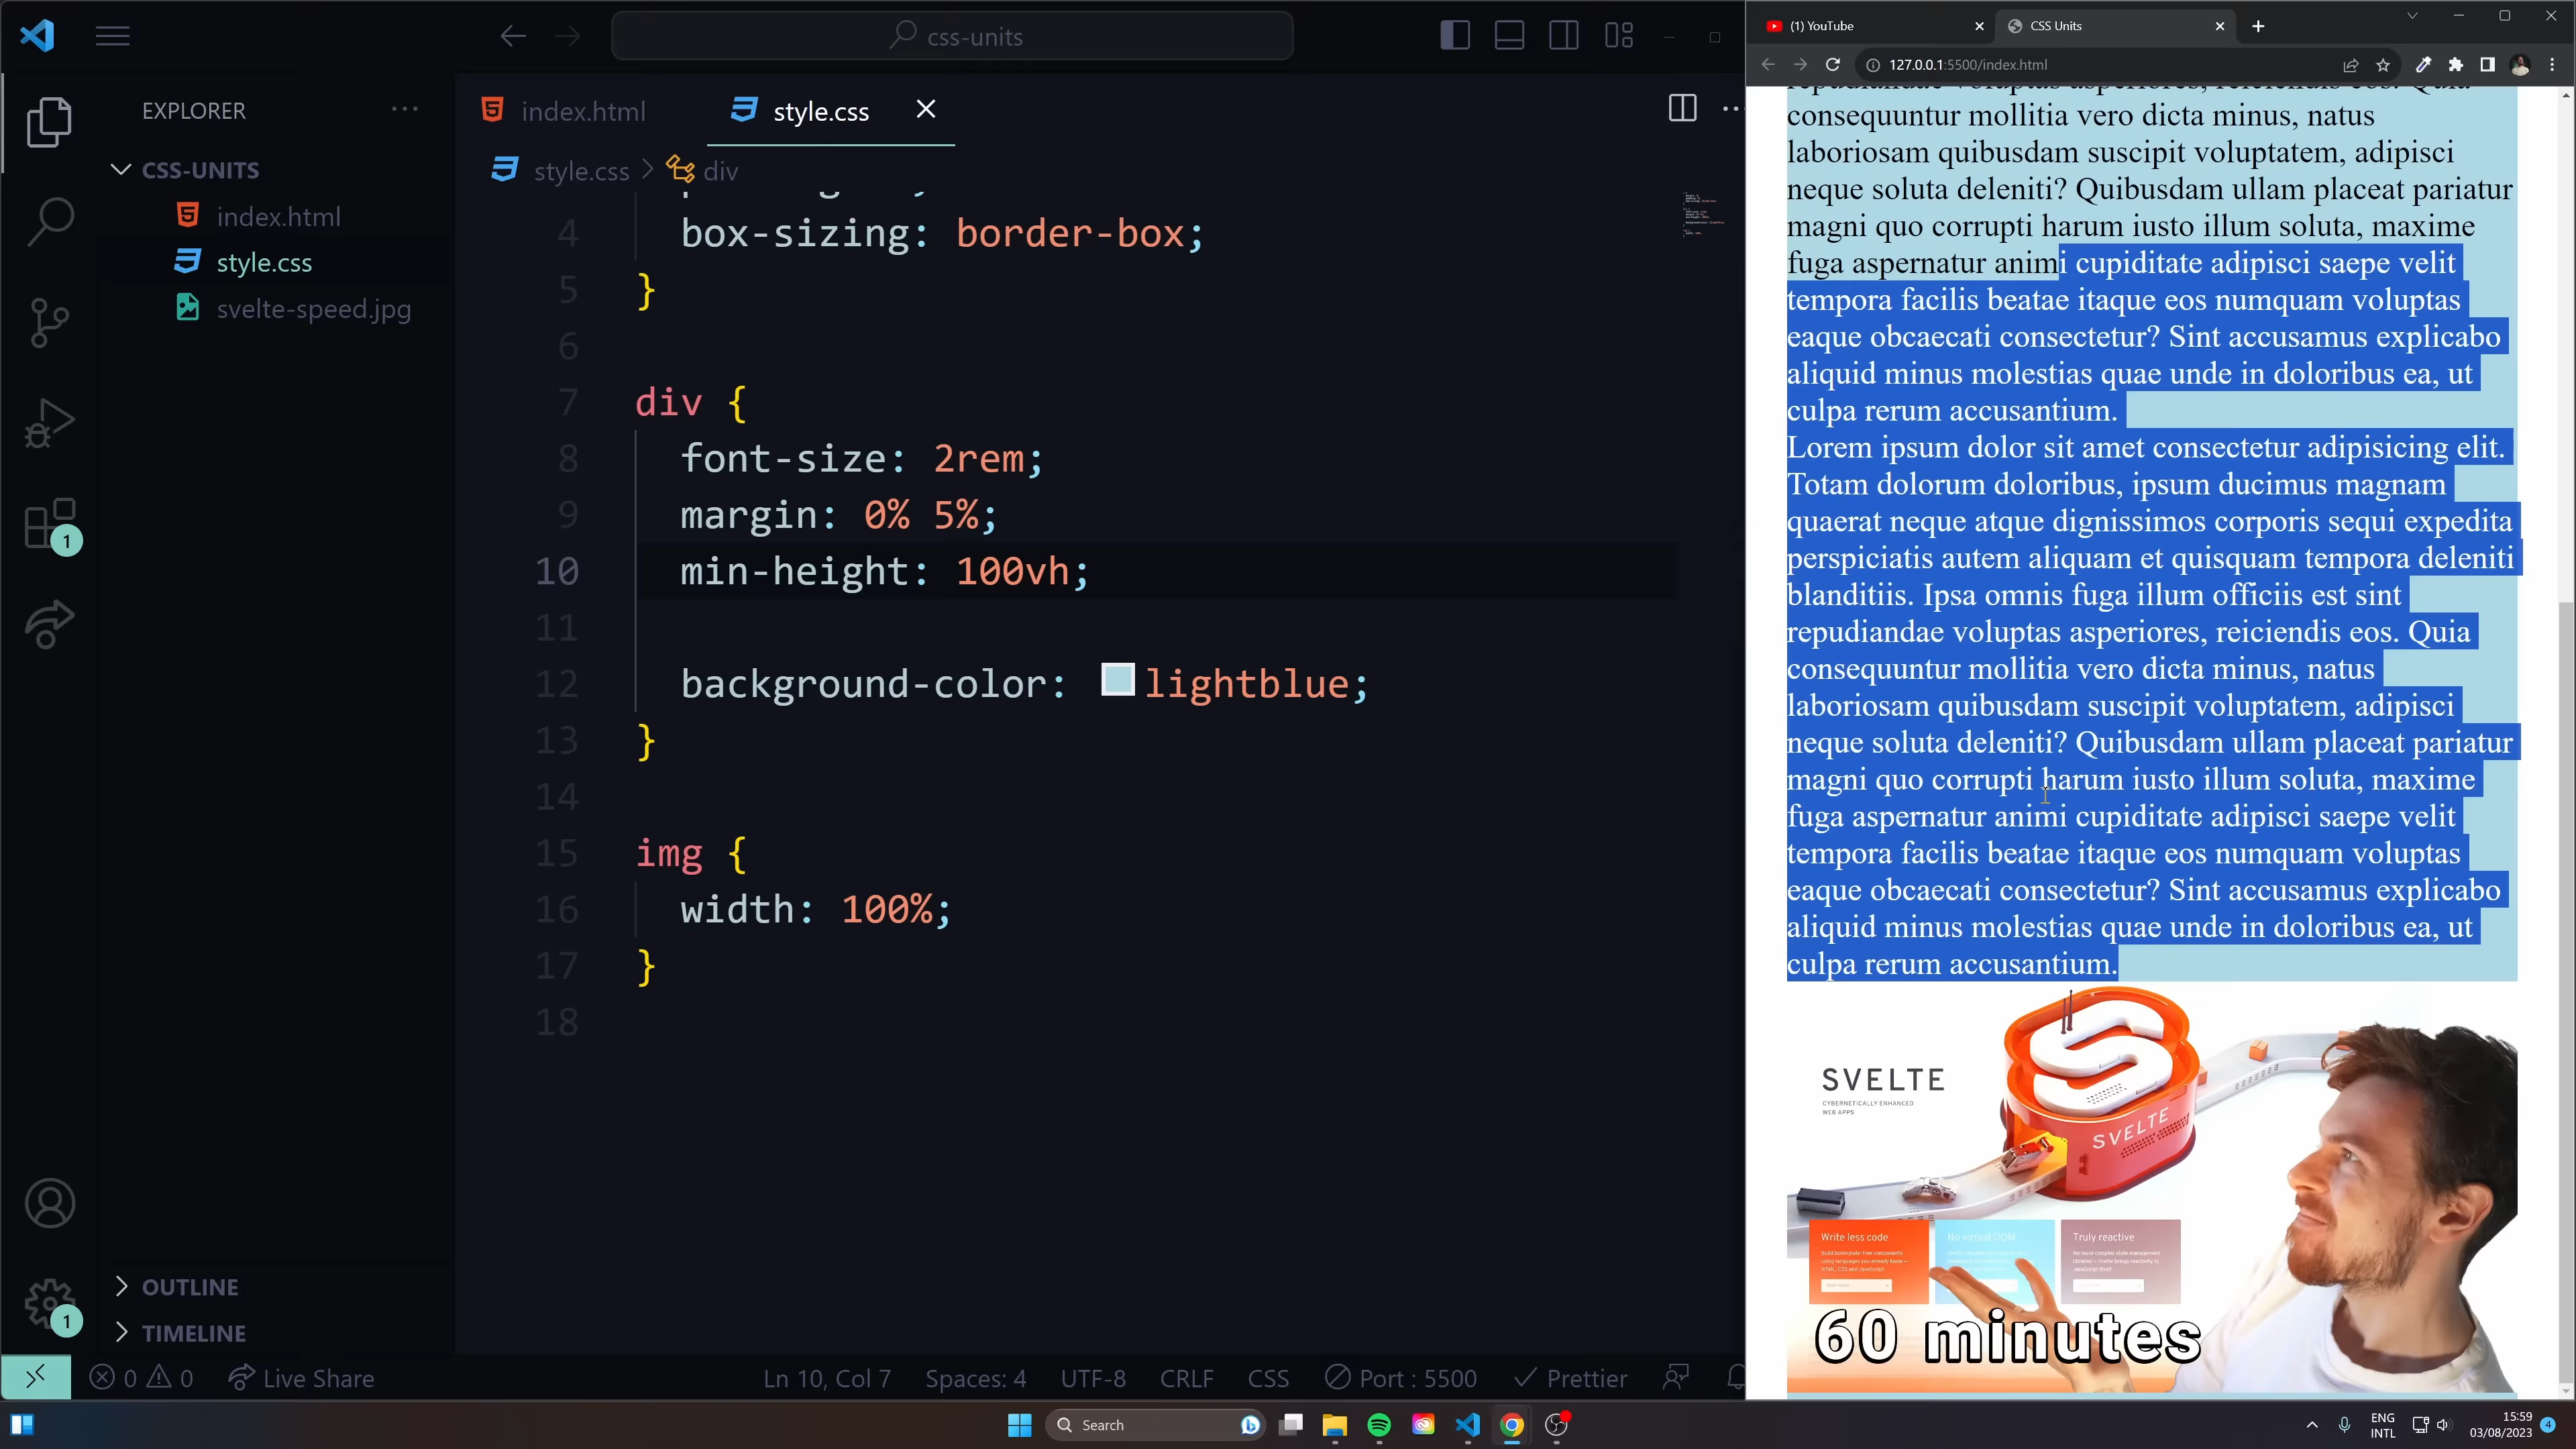 css-units
EXPLORER
CSS-UNITS
index.html
style.css
svelte-speed.jpg
OUTLINE
TIMELINE
index.html
style.css
style.css > div
4 box-sizing: border-box;
5 }
6
7 div {
8 font-size: 2rem;
9 margin: 0% 5%;
10 min-height: 100vh;
11
12 background-color: lightblue;
13 }
14
15 img {
16 width: 100%;
17 }
18
1
1
0 0
Live Share
Ln 10, Col 7
Spaces: 4
UTF-8
CRLF
CSS
Port : 5500
Prettier
(1) YouTube
CSS Units
127.0.0.1:5500/index.html
repudiandae voluptas asperiores, reiciendis eos. Quia
consequuntur mollitia vero dicta minus, natus
laboriosam quibusdam suscipit voluptatem, adipisci
neque soluta deleniti? Quibusdam ullam placeat pariatur
magni quo corrupti harum iusto illum soluta, maxime
fuga aspernatur animi cupiditate adipisci saepe velit
tempora facilis beatae itaque eos numquam voluptas
eaque obcaecati consectetur? Sint accusamus explicabo
aliquid minus molestias quae unde in doloribus ea, ut
culpa rerum accusantium.
Lorem ipsum dolor sit amet consectetur adipisicing elit.
Totam dolorum doloribus, ipsum ducimus magnam
quaerat neque atque dignissimos corporis sequi expedita
perspiciatis autem aliquam et quisquam tempora deleniti
blanditiis. Ipsa omnis fuga illum officiis est sint
repudiandae voluptas asperiores, reiciendis eos. Quia
consequuntur mollitia vero dicta minus, natus
laboriosam quibusdam suscipit voluptatem, adipisci
neque soluta deleniti? Quibusdam ullam placeat pariatur
magni quo corrupti harum iusto illum soluta, maxime
fuga aspernatur animi cupiditate adipisci saepe velit
tempora facilis beatae itaque eos numquam voluptas
eaque obcaecati consectetur? Sint accusamus explicabo
aliquid minus molestias quae unde in doloribus ea, ut
culpa rerum accusantium.
SVELTE
CYBERNETICALLY ENHANCED
WEB APPS
SVELTE
Write less code
Truly reactive
60 minutes
Search
ENG
INTL
15:59
03/08/2023
4